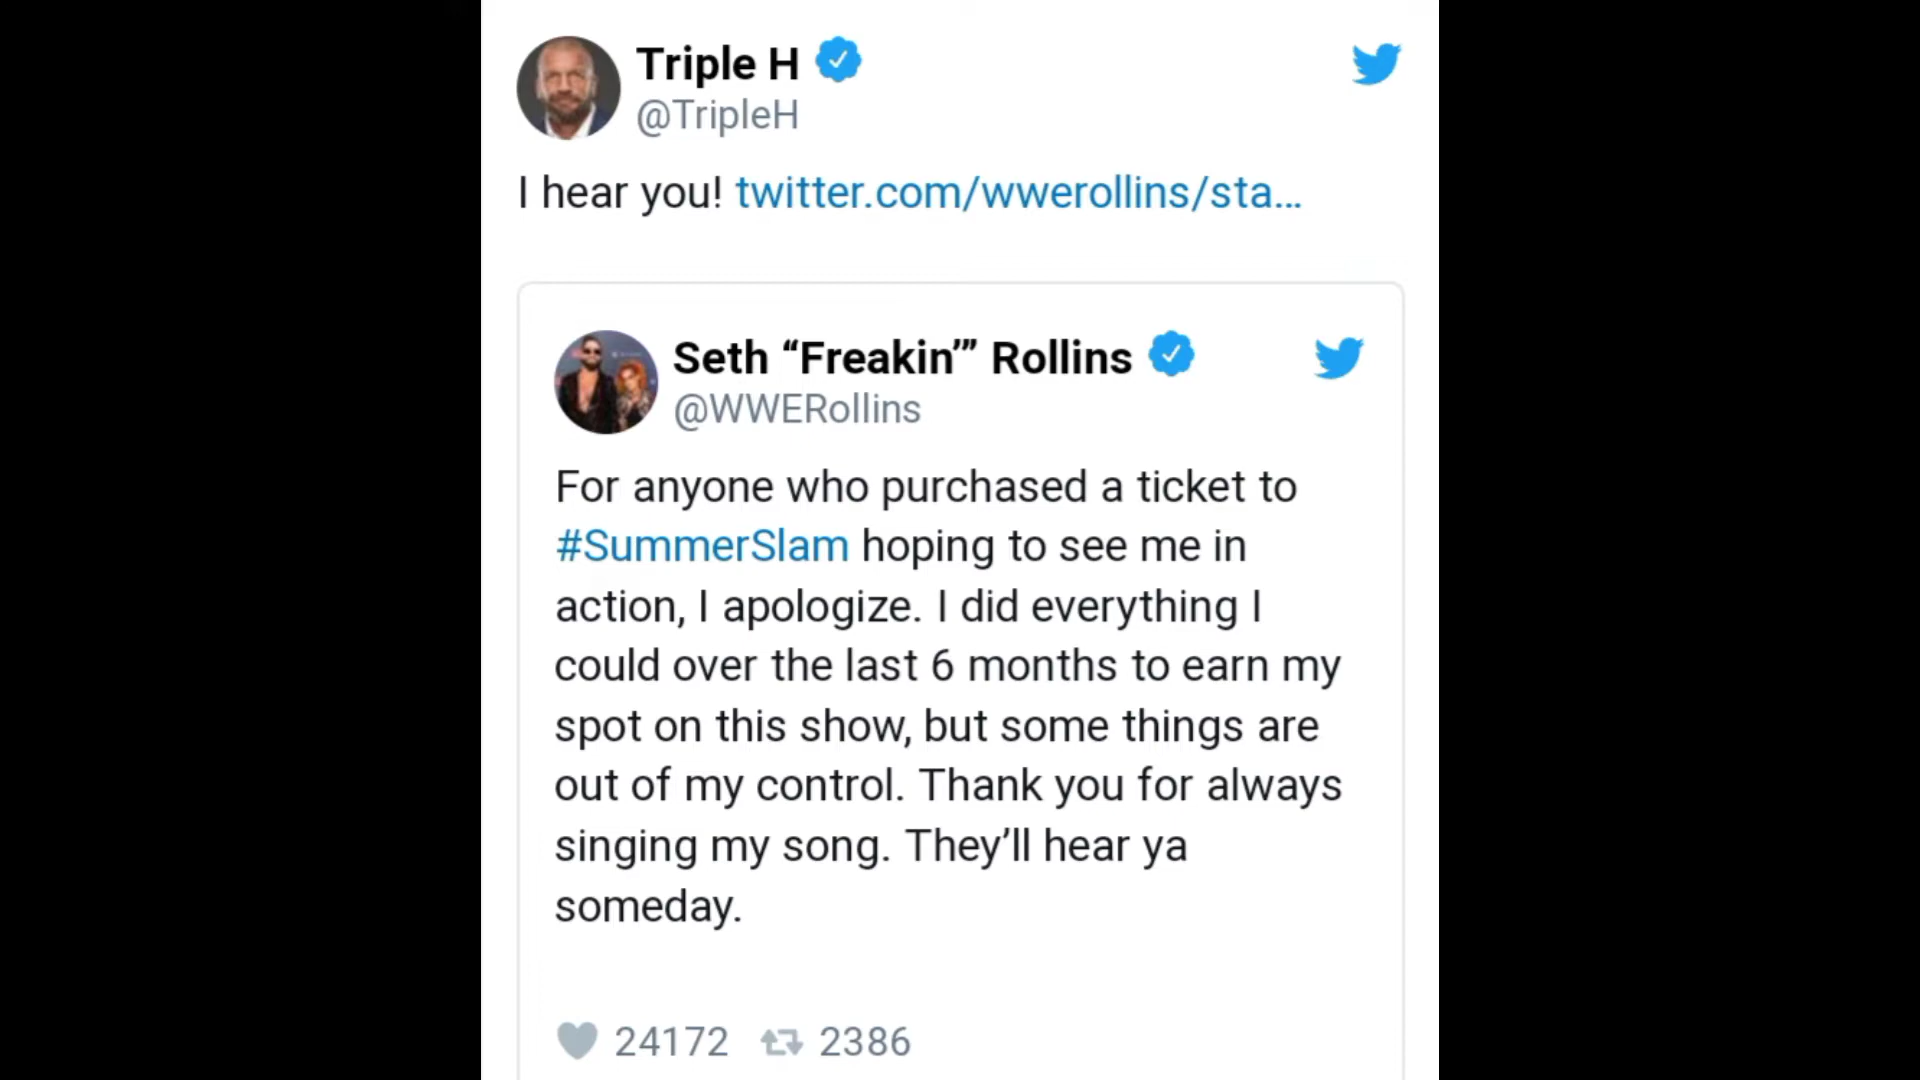 Triple H
@TripleH
I hear you! twitter.com/wwerollins/sta...
Seth “Freakin’” Rollins
@WWERollins
For anyone who purchased a ticket to
#SummerSlam hoping to see me in
action, I apologize. I did everything I
could over the last 6 months to earn my
spot on this show, but some things are
out of my control. Thank you for always
singing my song. They’ll hear ya
someday.
24172 2386